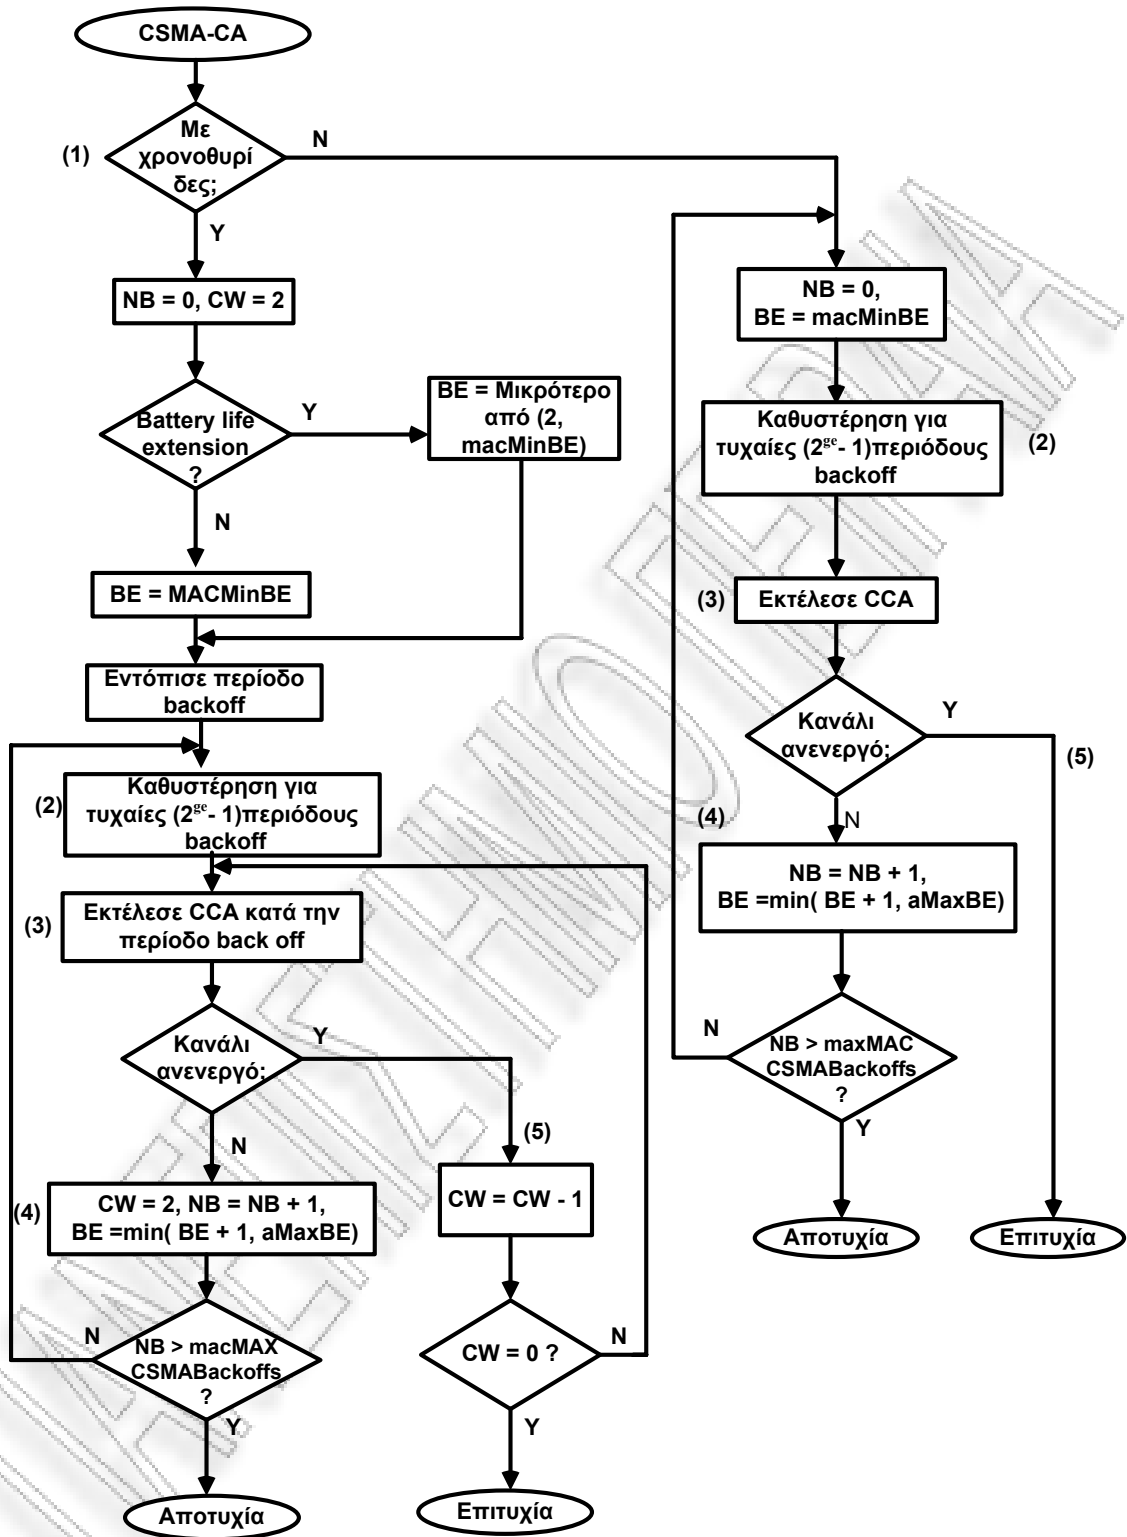 CSMA-CA
(1)
Με
χρονοθυρί
δες;
N
Y
NB = 0, CW = 2
Battery life
extension
?
Y
BE = Μικρότερο
από (2,
macMinBE)
N
BE = MACMinBE
Εντόπισε περίοδο
backoff
(2)
Καθυστέρηση για
τυχαίες (2^ge- 1)περιόδους
backoff
(3)
Εκτέλεσε CCA κατά την
περίοδο back off
Κανάλι
ανενεργό;
Y
N
(5)
CW = CW - 1
(4)
CW = 2, NB = NB + 1,
BE =min( BE + 1, aMaxBE)
N
NB > macMAX
CSMABackoffs
?
Y
CW = 0 ?
N
Y
Αποτυχία
Επιτυχία
NB = 0,
BE = macMinBE
Καθυστέρηση για
τυχαίες (2^ge- 1)περιόδους
backoff
(2)
(3)
Εκτέλεσε CCA
Κανάλι
ανενεργό;
Y
(5)
(4)
N
NB = NB + 1,
BE =min( BE + 1, aMaxBE)
N
NB > maxMAC
CSMABackoffs
?
Y
Αποτυχία
Επιτυχία